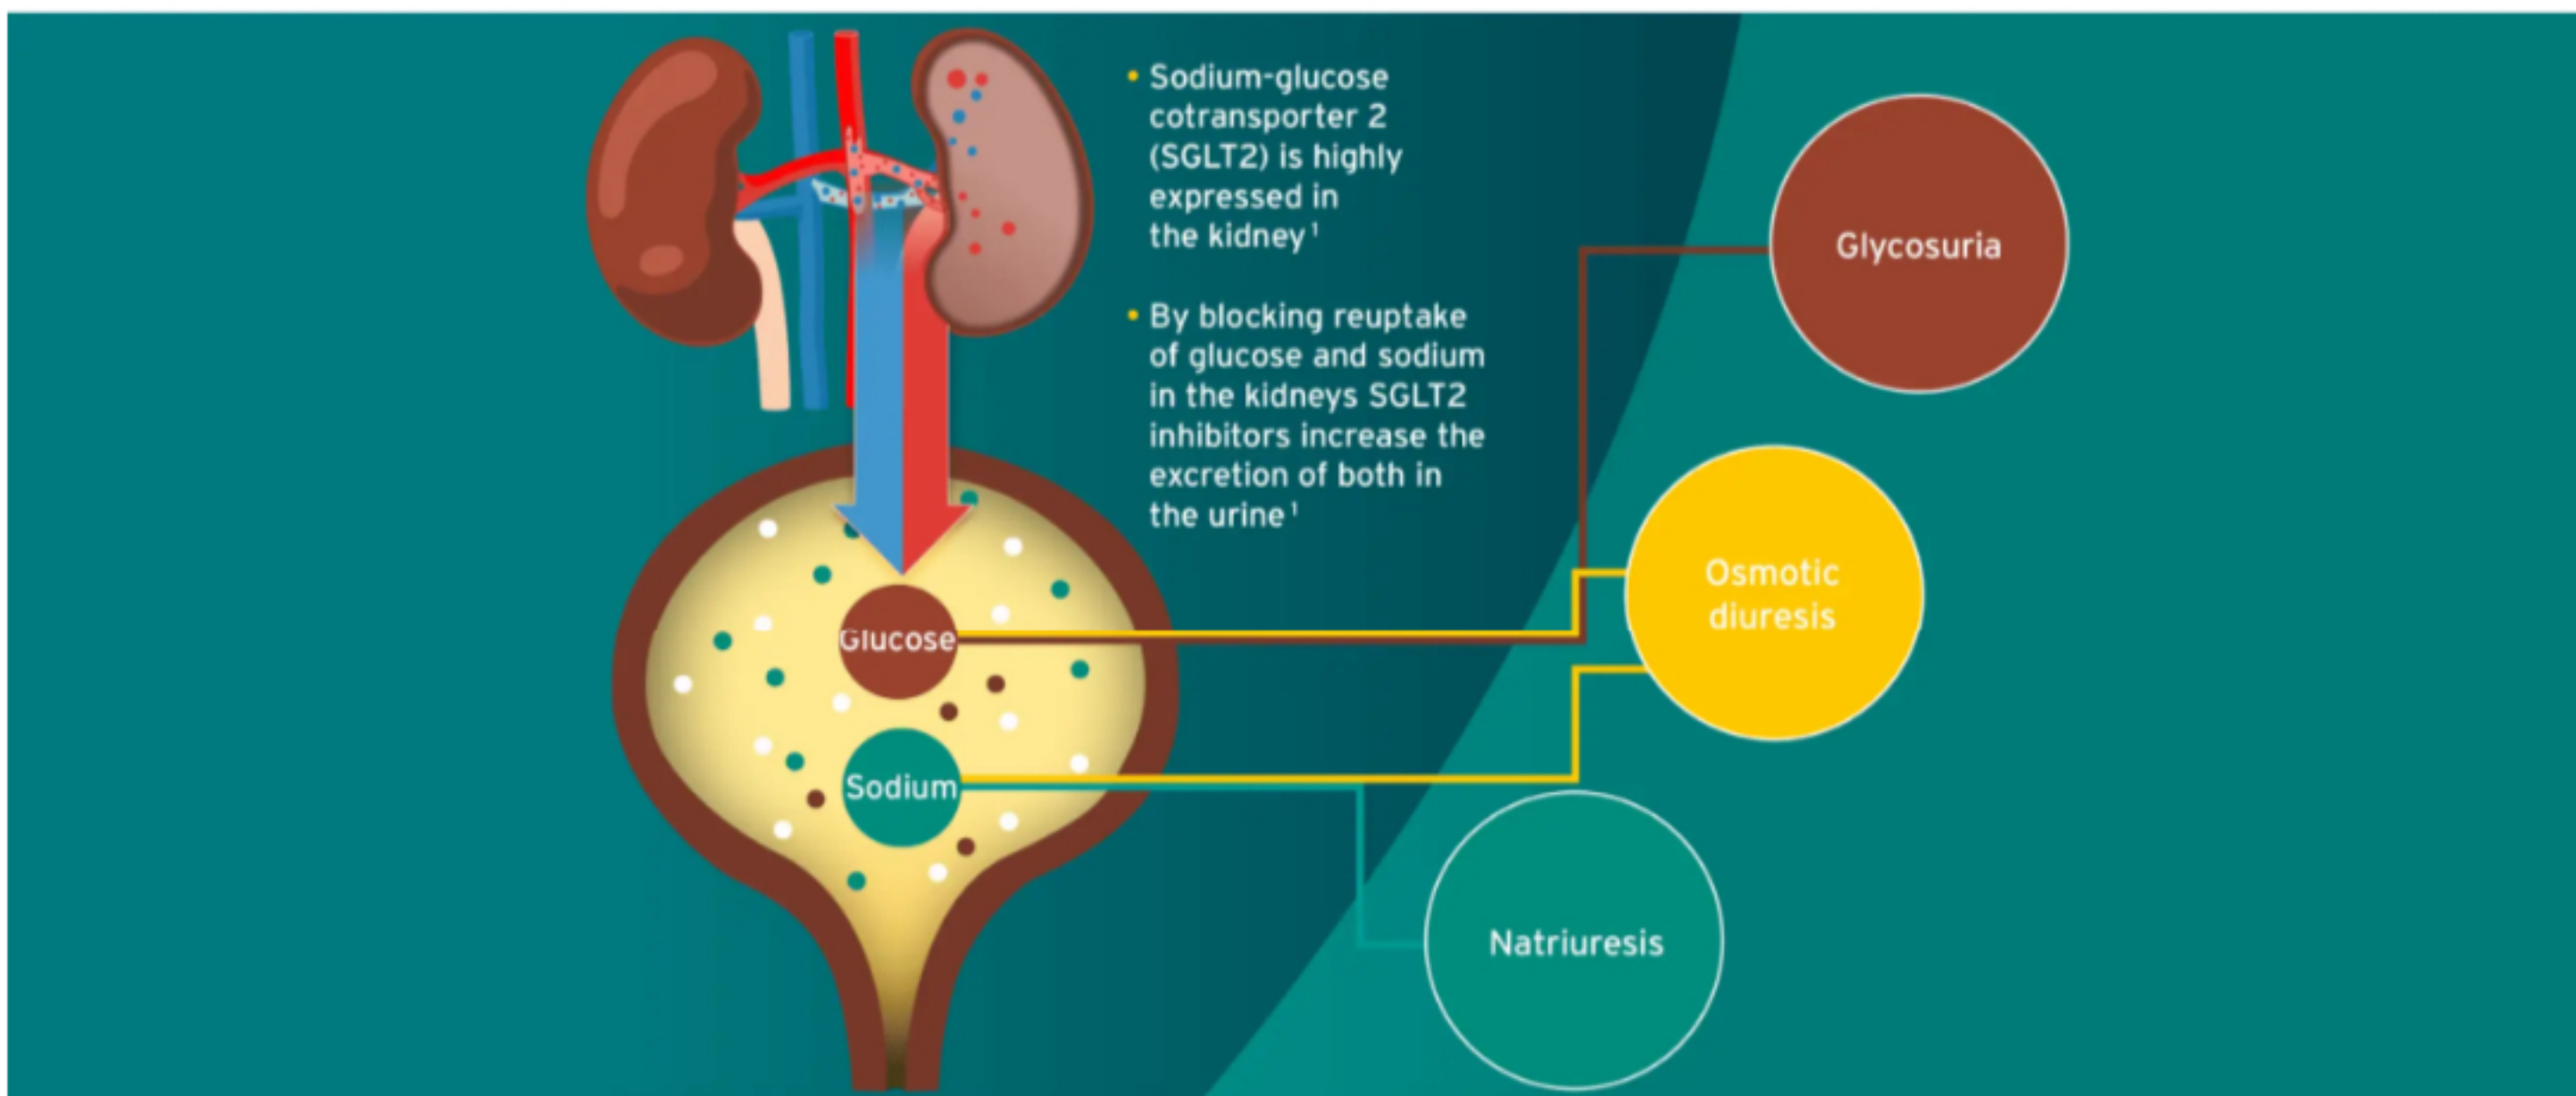 • Sodium-glucose
cotransporter 2
(SGLT2) is highly
expressed in
the kidney¹
• By blocking reuptake
of glucose and sodium
in the kidneys SGLT2
inhibitors increase the
excretion of both in
the urine¹
Glucose
Sodium
Glycosuria
Osmotic
diuresis
Natriuresis